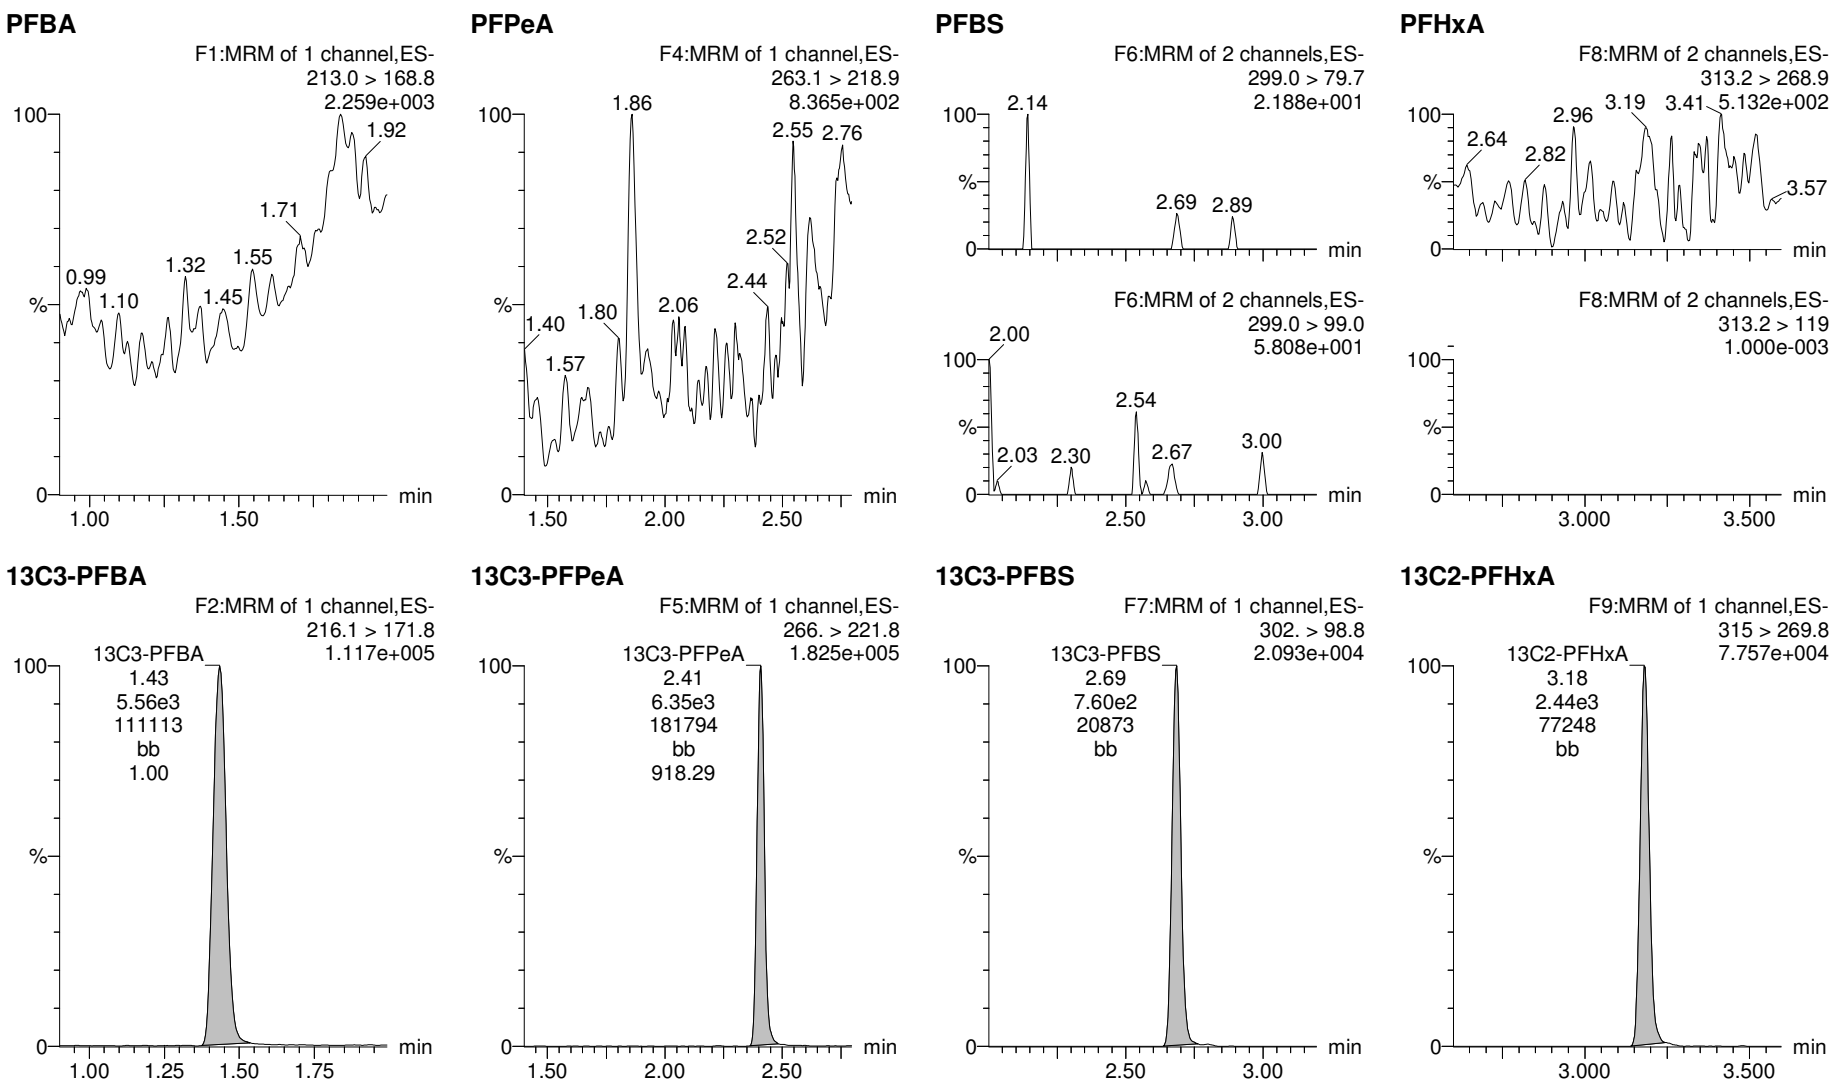 PFBA
F1:MRM of 1 channel,ES-
213.0 > 168.8
2.259e+003
100
%
0
min
0.99
1.10
1.32
1.45
1.55
1.71
1.92
1.00
1.50
PFPeA
F4:MRM of 1 channel,ES-
263.1 > 218.9
8.365e+002
100
%
0
min
1.40
1.57
1.80
1.86
2.06
2.44
2.52
2.55
2.76
1.50
2.00
2.50
PFBS
F6:MRM of 2 channels,ES-
299.0 > 79.7
2.188e+001
100
%
0
min
2.14
2.69
2.89
F6:MRM of 2 channels,ES-
299.0 > 99.0
5.808e+001
100
%
0
min
2.00
2.03
2.30
2.54
2.67
3.00
2.50
3.00
PFHxA
F8:MRM of 2 channels,ES-
313.2 > 268.9
5.132e+002
100
%
0
min
2.64
2.82
2.96
3.19
3.41
3.57
F8:MRM of 2 channels,ES-
313.2 > 119
1.000e-003
100
%
0
min
3.000
3.500
13C3-PFBA
F2:MRM of 1 channel,ES-
216.1 > 171.8
1.117e+005
100
%
0
min
13C3-PFBA
1.43
5.56e3
111113
bb
1.00
1.00
1.25
1.50
1.75
13C3-PFPeA
F5:MRM of 1 channel,ES-
266. > 221.8
1.825e+005
100
%
0
min
13C3-PFPeA
2.41
6.35e3
181794
bb
918.29
1.50
2.00
2.50
13C3-PFBS
F7:MRM of 1 channel,ES-
302. > 98.8
2.093e+004
100
%
0
min
13C3-PFBS
2.69
7.60e2
20873
bb
2.50
3.00
13C2-PFHxA
F9:MRM of 1 channel,ES-
315 > 269.8
7.757e+004
100
%
0
min
13C2-PFHxA
3.18
2.44e3
77248
bb
3.000
3.500